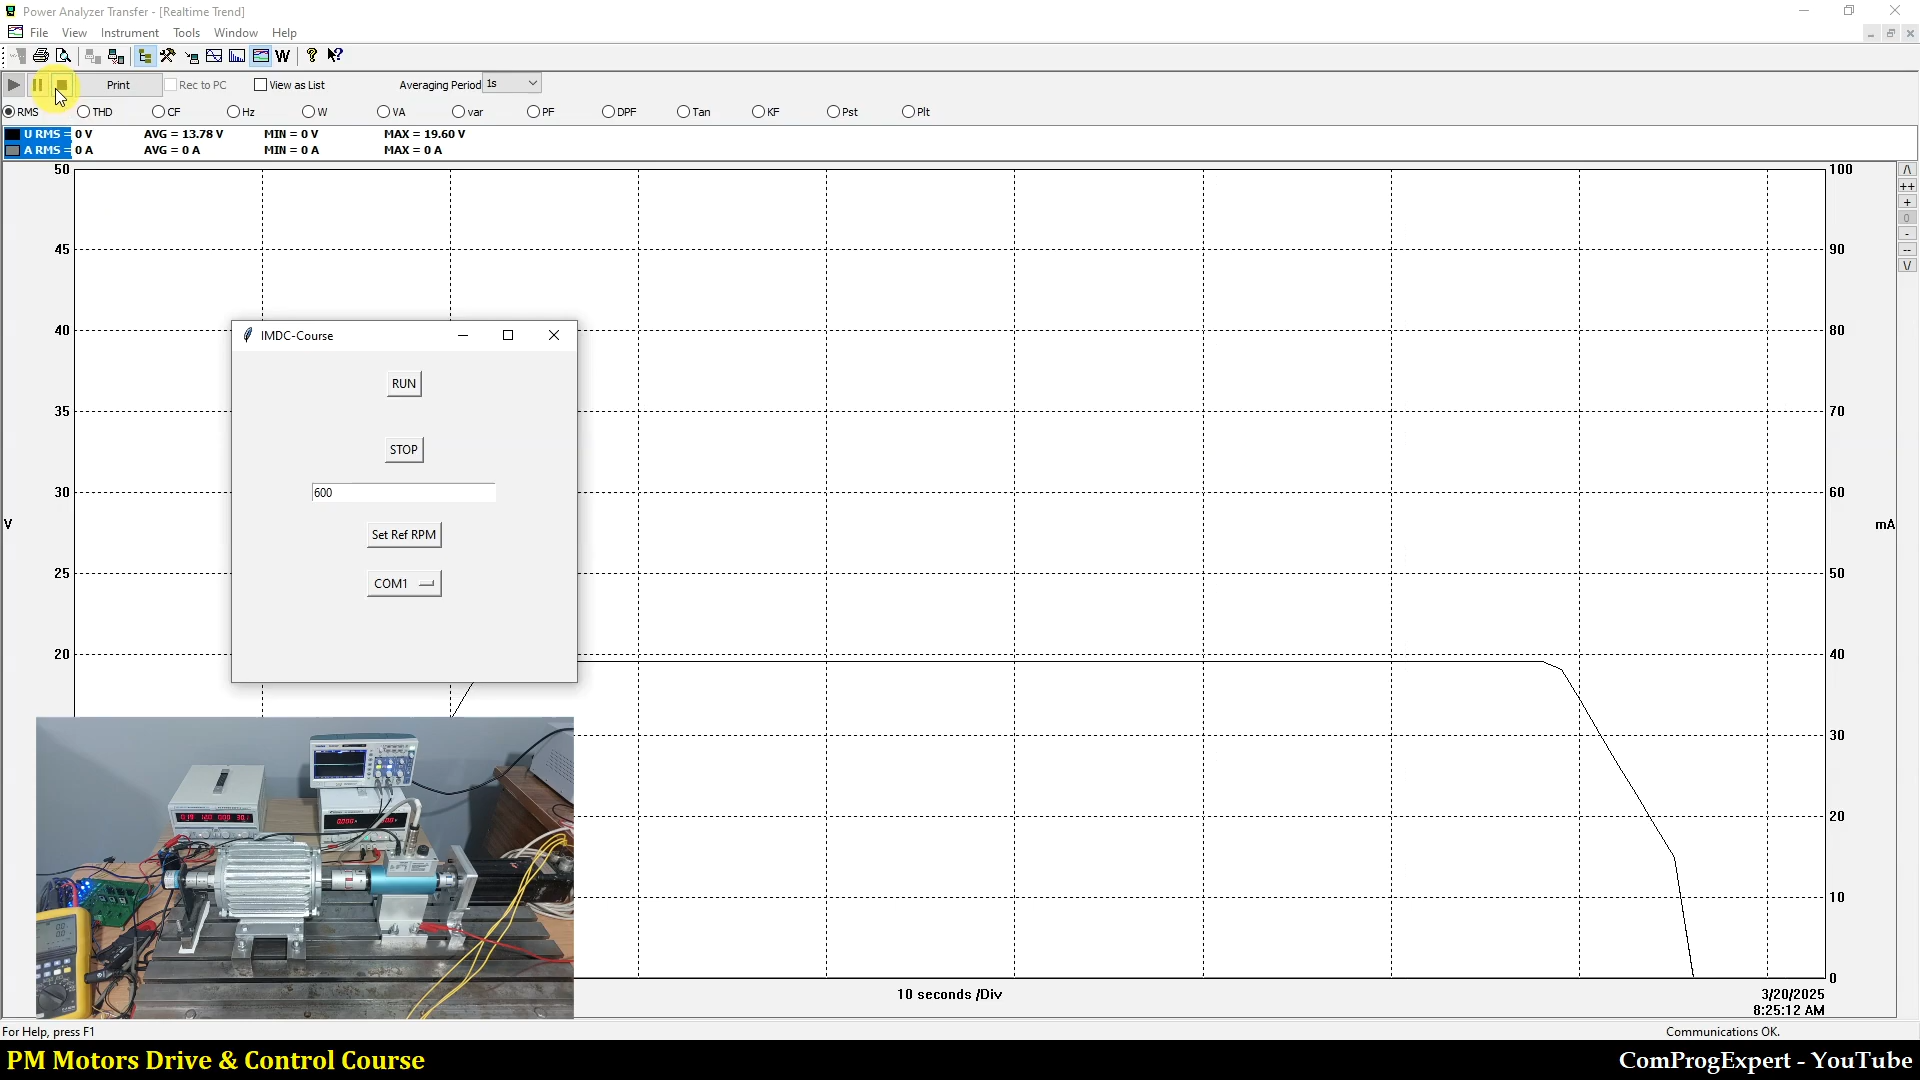 Power Analyzer Transfer - [Realtime Trend]
File View Instrument Tools Window Help
W
Print Rec to PC View as List Averaging Period 1s
RMS THD CF Hz W VA var PF DPF Tan KF Pst Plt
U RMS = 0 V AVG = 13.78 V MIN = 0 V MAX = 19.60 V
A RMS = 0 A AVG = 0 A MIN = 0 A MAX = 0 A
50 100
45 90
40 80
35 70
30 60
V mA
25 50
20 40
30
20
10
0
IMDC-Course
RUN
STOP
600
Set Ref RPM
COM1
/\
++
+
0
-
--
\/
10 seconds /Div
3/20/2025
8:25:12 AM
For Help, press F1 Communications OK.
PM Motors Drive & Control Course
ComProgExpert - YouTube